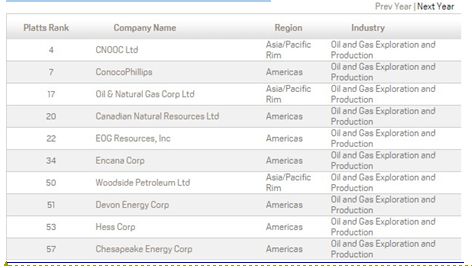 Prev Year | Next Year
Platts Rank Company Name Region Industry
4 CNOOC Ltd Asia/Pacific Rim Oil and Gas Exploration and Production
7 ConocoPhillips Americas Oil and Gas Exploration and Production
17 Oil & Natural Gas Corp Ltd Asia/Pacific Rim Oil and Gas Exploration and Production
20 Canadian Natural Resources Ltd Americas Oil and Gas Exploration and Production
22 EOG Resources, Inc Americas Oil and Gas Exploration and Production
34 Encana Corp Americas Oil and Gas Exploration and Production
50 Woodside Petroleum Ltd Asia/Pacific Rim Oil and Gas Exploration and Production
51 Devon Energy Corp Americas Oil and Gas Exploration and Production
53 Hess Corp Americas Oil and Gas Exploration and Production
57 Chesapeake Energy Corp Americas Oil and Gas Exploration and Production